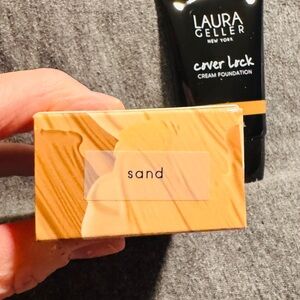 LAURA
GELLER
NEW YORK
cover lock
CREAM FOUNDATION
sand